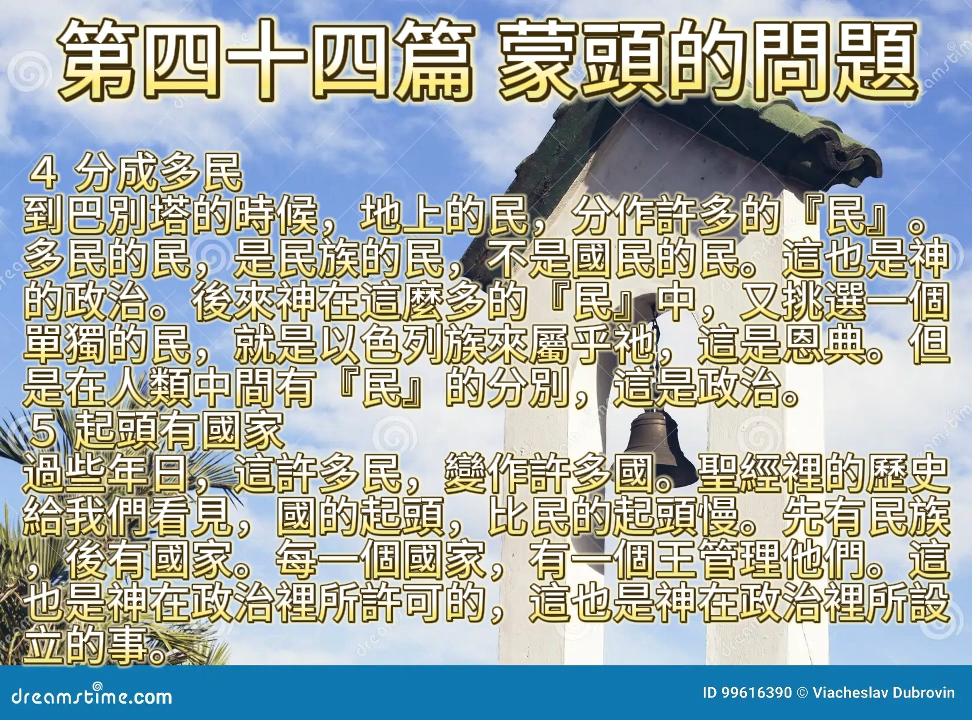 第四十四篇 蒙頭的問題
４ 分成多民
到巴別塔的時候，地上的民，分作許多的『民』。
多民的民，是民族的民，不是國民的民。這也是神
的政治。後來神在這麼多的『民』中，又挑選一個
單獨的民，就是以色列族來屬乎祂，這是恩典。但
是在人類中間有『民』的分別，這是政治。
５ 起頭有國家
過些年日，這許多民，變作許多國。聖經裡的歷史
給我們看見，國的起頭，比民的起頭慢。先有民族
，後有國家。每一個國家，有一個王管理他們。這
也是神在政治裡所許可的，這也是神在政治裡所設
立的事。
dreamstime.com
ID 99616390 © Viacheslav Dubrovin